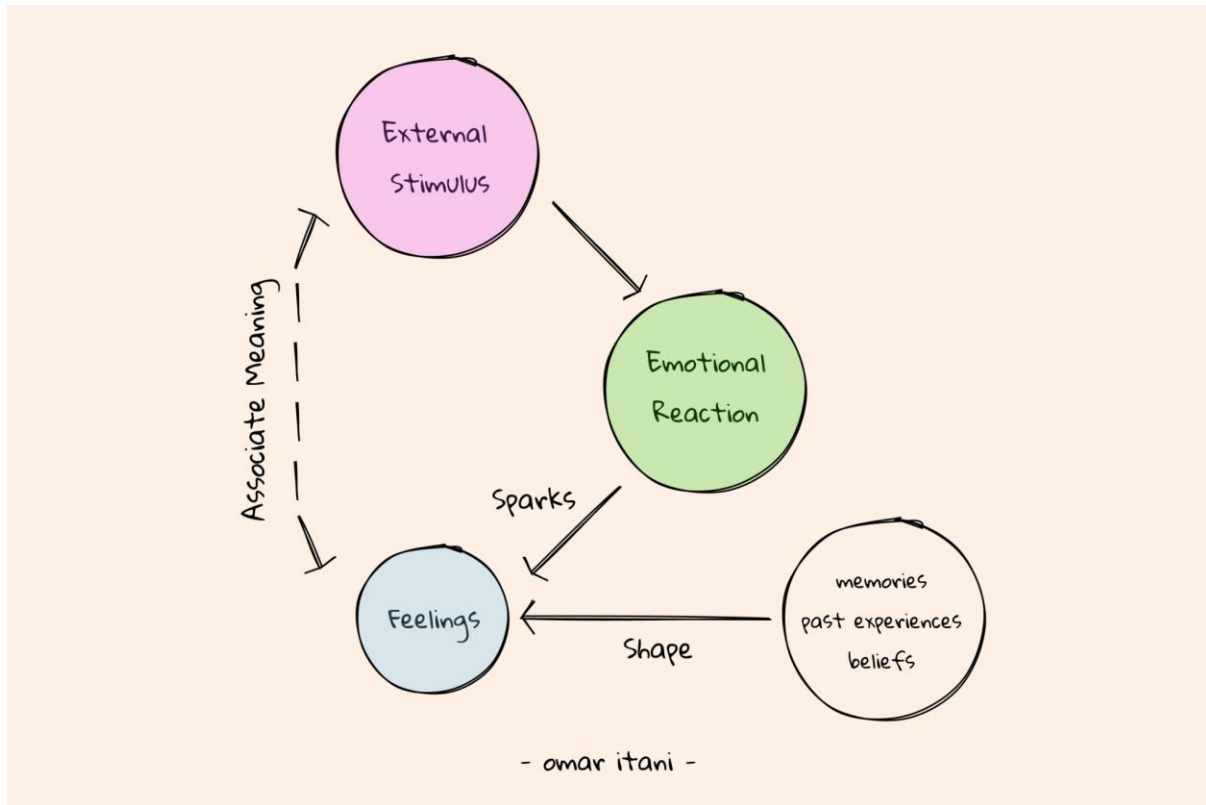 External
Stimulus
Associate Meaning
Emotional
Reaction
Sparks
Feelings
Shape
memories
past experiences
beliefs
- omar itani -